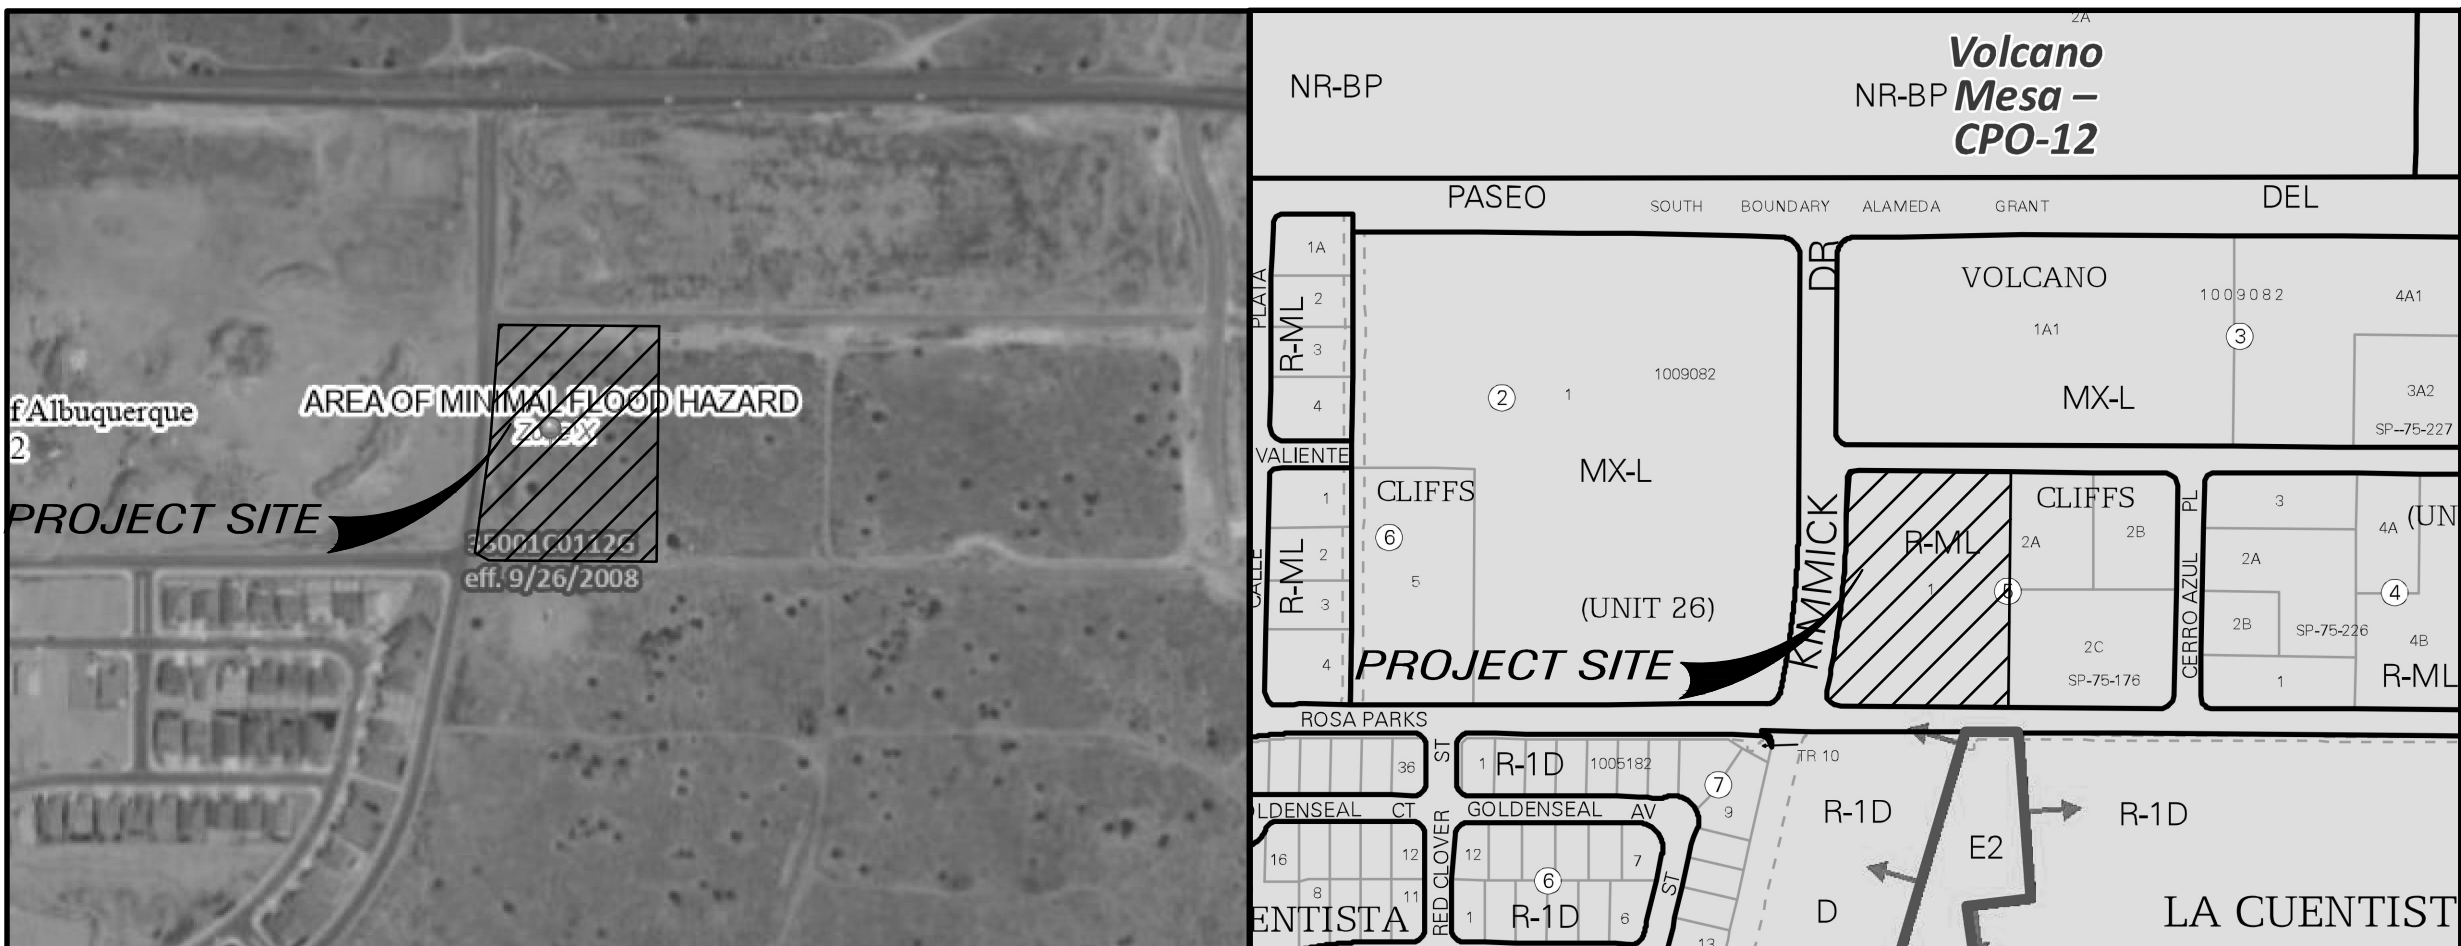 f Albuquerque
2
AREA OF MINIMAL FLOOD HAZARD
PROJECT SITE
35001C0112G
eff. 9/26/2008
2A
NR-BP
NR-BP
Volcano
Mesa –
CPO-12
PASEO
SOUTH BOUNDARY ALAMEDA GRANT
DEL
PLATA
1A
2
R-ML
3
4
VALIENTE
CALLE
1
2
R-ML
3
4
CLIFFS
6
5
2
1
1009082
MX-L
(UNIT 26)
PROJECT SITE
DR
KIMMICK
VOLCANO
1009082
4A1
1A1
3
MX-L
3A2
SP--75-227
R-ML
1
5
CLIFFS
2A
2B
2C
SP-75-176
CERRO AZUL PL
3
2A
2B
1
4A
(UN
4
SP-75-226
4B
R-ML
ROSA PARKS
36
ST
1
R-1D
1005182
7
9
TR 10
LDENSEAL CT
GOLDENSEAL AV
RED CLOVER
16
12
8
11
12
7
6
1
R-1D
6
ST
13
ENTISTA
R-1D
E2
R-1D
D
LA CUENTIST